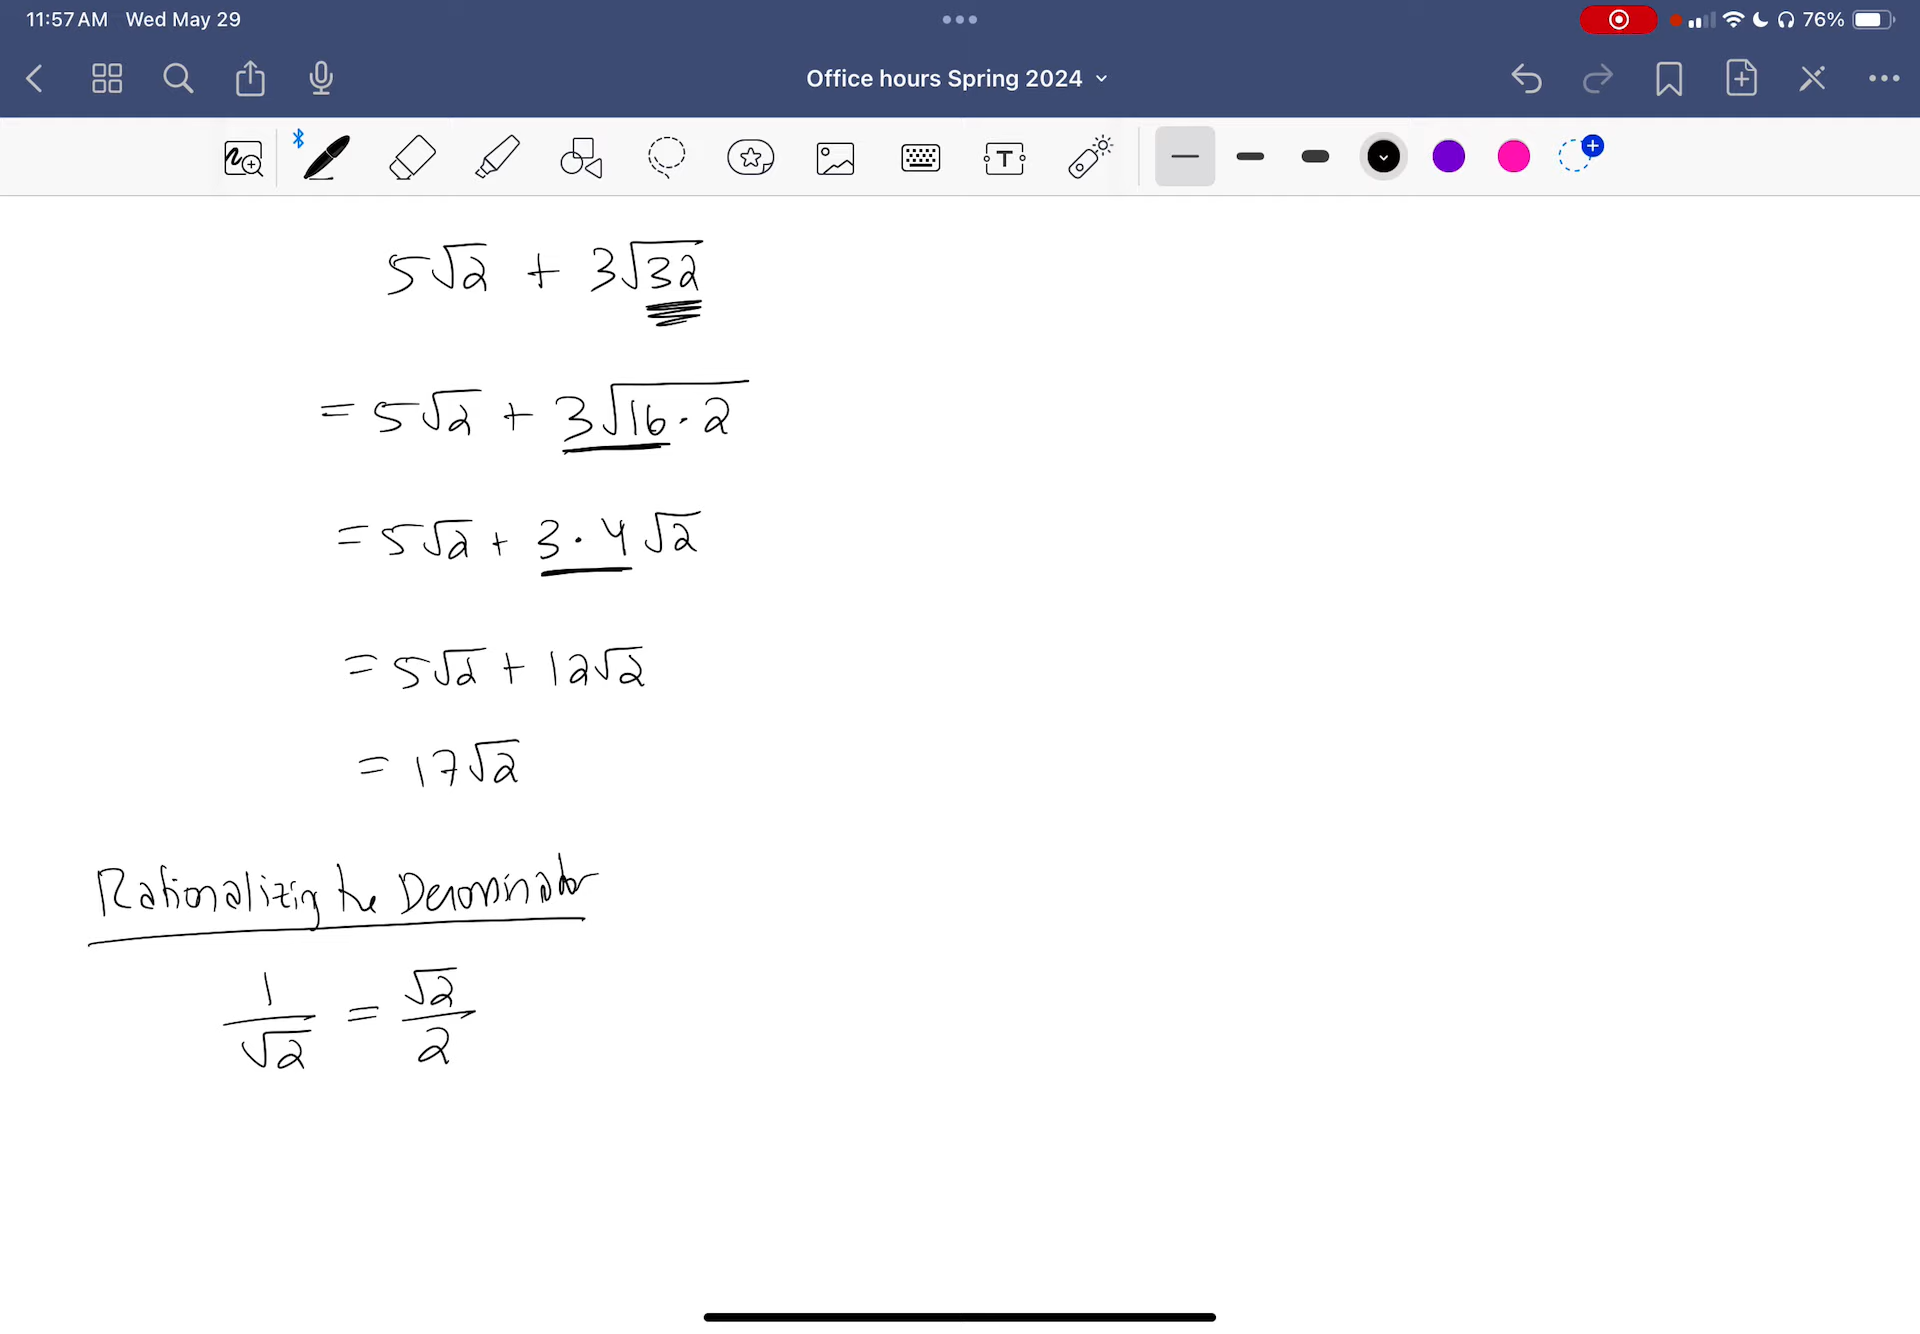 11:57 AM Wed May 29
76%
Office hours Spring 2024
T
5√2 + 3√32
= 5√2 + 3√16 · 2
= 5√2 + 3 · 4 √2
= 5√2 + 12√2
= 17√2
Rationalizing the Denominator
1/√2 = √2/2